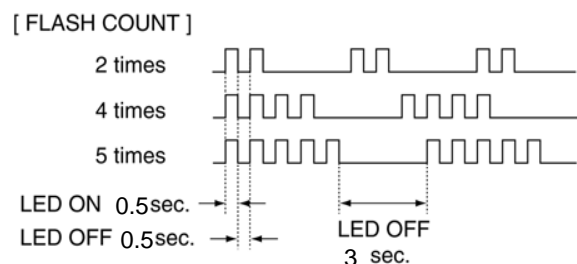 [ FLASH COUNT ]
2 times
4 times
5 times
LED ON 0.5sec.
LED OFF 0.5sec.
LED OFF
3 sec.